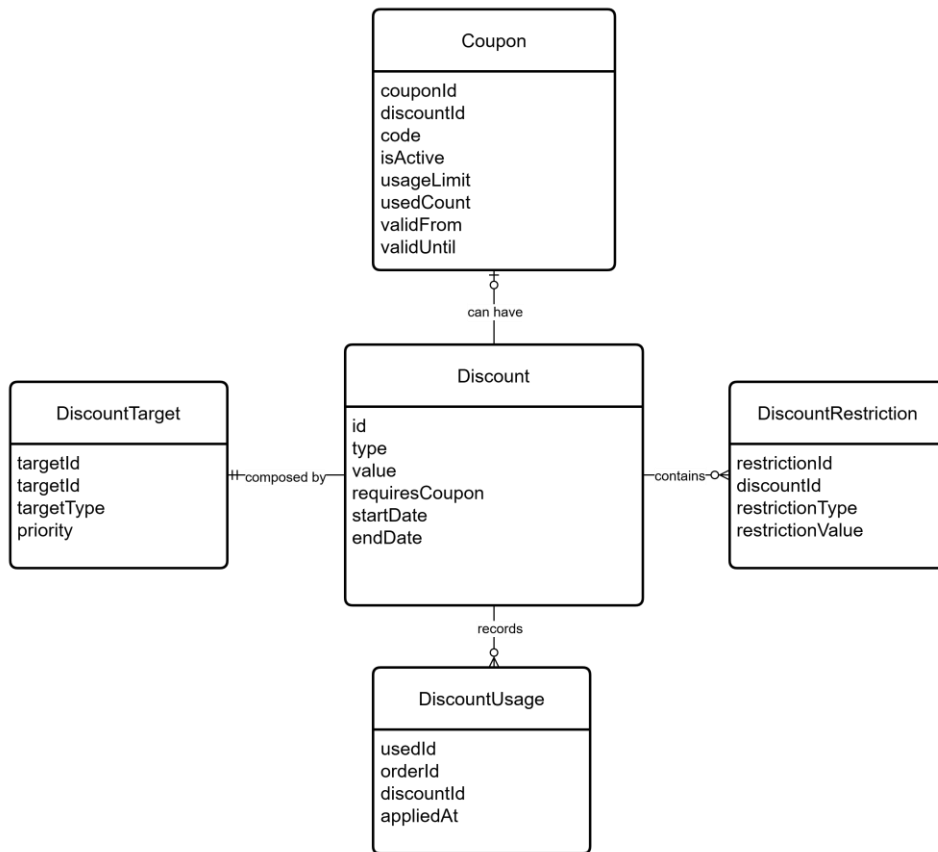 Coupon
couponId
discountId
code
isActive
usageLimit
usedCount
validFrom
validUntil
can have
DiscountTarget
targetId
targetId
targetType
priority
composed by
Discount
id
type
value
requiresCoupon
startDate
endDate
contains
DiscountRestriction
restrictionId
discountId
restrictionType
restrictionValue
records
DiscountUsage
usedId
orderId
discountId
appliedAt